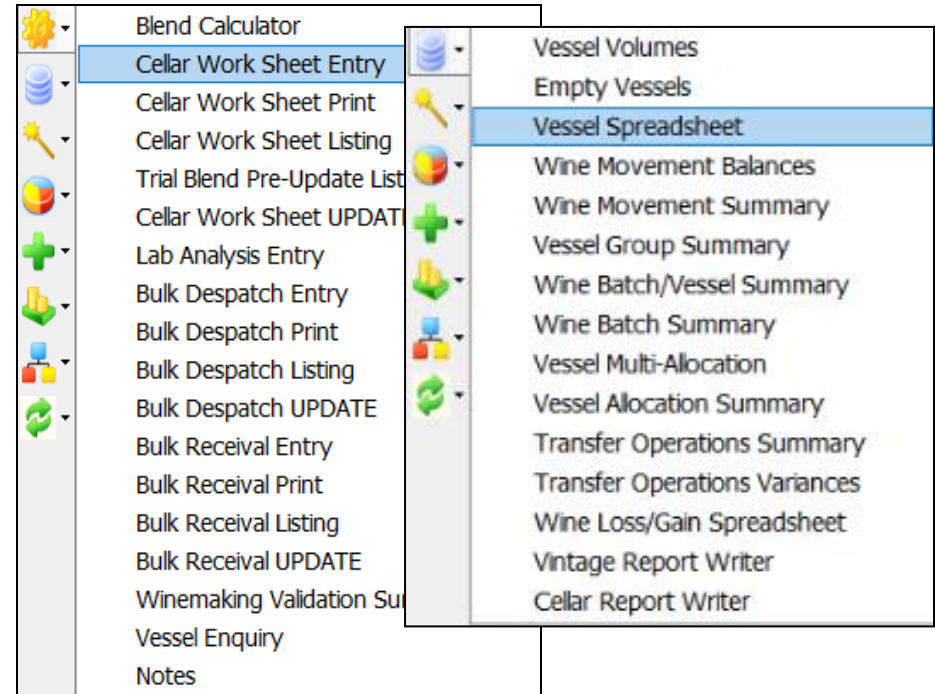 Blend Calculator
Cellar Work Sheet Entry
Cellar Work Sheet Print
Cellar Work Sheet Listing
Trial Blend Pre-Update List
Cellar Work Sheet UPDAT
Lab Analysis Entry
Bulk Despatch Entry
Bulk Despatch Print
Bulk Despatch Listing
Bulk Despatch UPDATE
Bulk Receival Entry
Bulk Receival Print
Bulk Receival Listing
Bulk Receival UPDATE
Winemaking Validation Su
Vessel Enquiry
Notes
Vessel Volumes
Empty Vessels
Vessel Spreadsheet
Wine Movement Balances
Wine Movement Summary
Vessel Group Summary
Wine Batch/Vessel Summary
Wine Batch Summary
Vessel Multi-Allocation
Vessel Allocation Summary
Transfer Operations Summary
Transfer Operations Variances
Wine Loss/Gain Spreadsheet
Vintage Report Writer
Cellar Report Writer